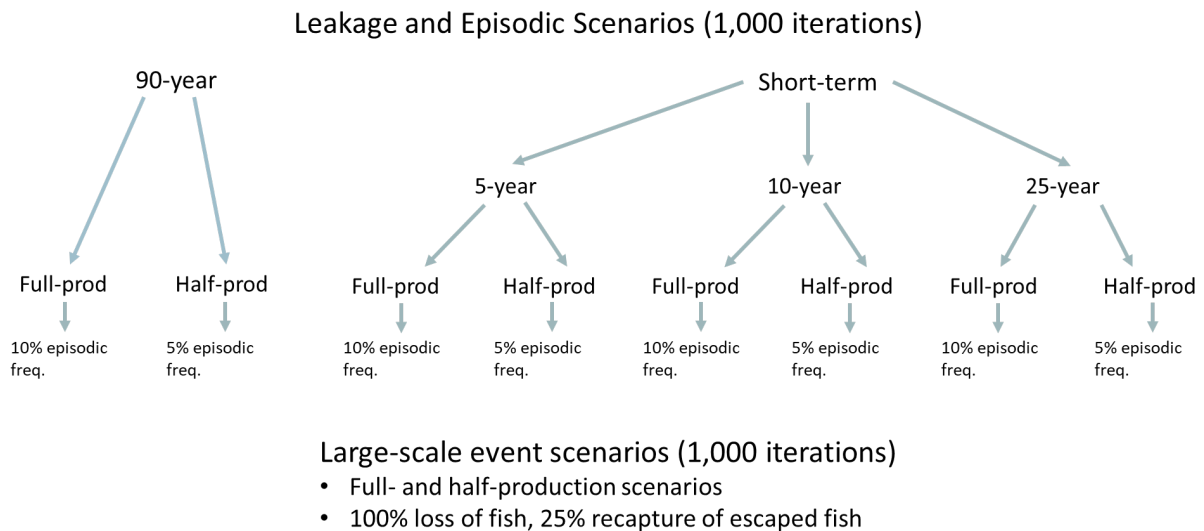 Leakage and Episodic Scenarios (1,000 iterations)
90-year
Short-term
5-year
10-year
25-year
Full-prod
Half-prod
Full-prod
Half-prod
Full-prod
Half-prod
Full-prod
Half-prod
10% episodic
freq.
5% episodic
freq.
10% episodic
freq.
5% episodic
freq.
10% episodic
freq.
5% episodic
freq.
10% episodic
freq.
5% episodic
freq.
Large-scale event scenarios (1,000 iterations)
• Full- and half-production scenarios
• 100% loss of fish, 25% recapture of escaped fish